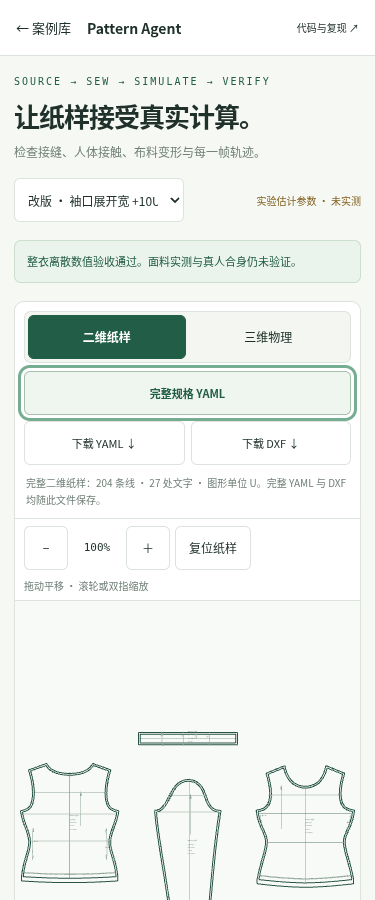 ← 案例库 Pattern Agent 代码与复现 ↗
SOURCE → SEW → SIMULATE → VERIFY
让纸样接受真实计算。
检查接缝、人体接触、布料变形与每一帧轨迹。
改版 · 袖口展开宽 +10U
实验估计参数 · 未实测
整衣离散数值验收通过。面料实测与真人合身仍未验证。
二维纸样 三维物理
完整规格 YAML
下载 YAML ↓ 下载 DXF ↓
完整二维纸样：204 条线 · 27 处文字 · 图形单位 U。完整 YAML 与 DXF
均随此文件保存。
− 100% ＋ 复位纸样
拖动平移 · 滚轮或双指缩放